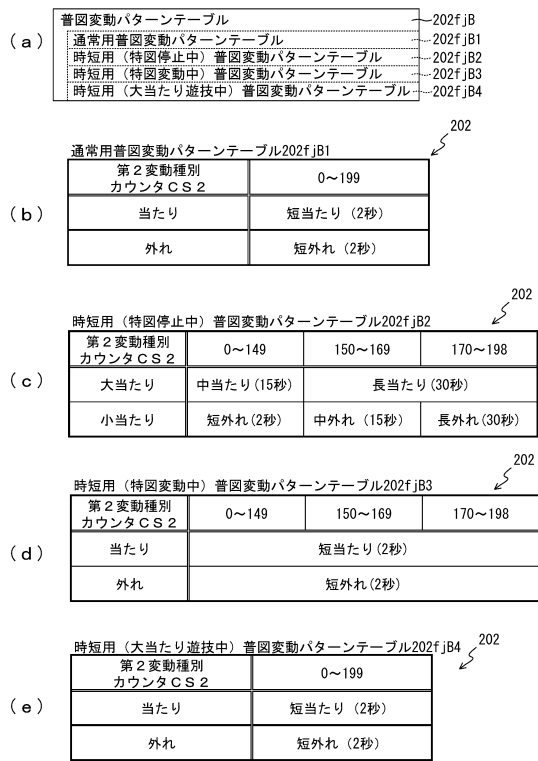 普図変動パターンテーブル 202fjB
(a)
通常用普図変動パターンテーブル 202fjB1
時短用（特図停止中）普図変動パターンテーブル 202fjB2
時短用（特図変動中）普図変動パターンテーブル 202fjB3
時短用（大当たり遊技中）普図変動パターンテーブル 202fjB4
202
通常用普図変動パターンテーブル202fjB1
第２変動種別 カウンタＣＳ２ 0～199
(b)
当たり 短当たり（2秒）
外れ 短外れ（2秒）
202
時短用（特図停止中）普図変動パターンテーブル202fjB2
第２変動種別 カウンタＣＳ２ 0～149 150～169 170～198
(c)
大当たり 中当たり(15秒) 長当たり(30秒)
小当たり 短外れ(2秒) 中外れ（15秒） 長外れ(30秒)
202
時短用（特図変動中）普図変動パターンテーブル202fjB3
第２変動種別 カウンタＣＳ２ 0～149 150～169 170～198
(d)
当たり 短当たり(2秒)
外れ 短外れ(2秒)
202
時短用（大当たり遊技中）普図変動パターンテーブル202fjB4
第２変動種別 カウンタＣＳ２ 0～199
(e)
当たり 短当たり（2秒）
外れ 短外れ（2秒）